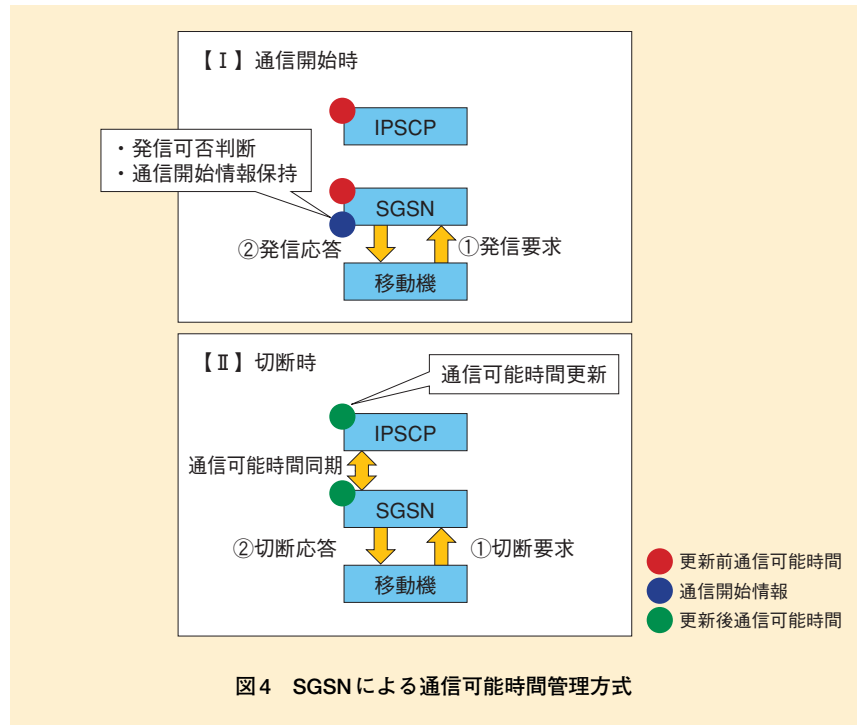 【Ⅰ】通信開始時
IPSCP
・発信可否判断
・通信開始情報保持
SGSN
②発信応答
①発信要求
移動機
【Ⅱ】切断時
通信可能時間更新
IPSCP
通信可能時間同期
SGSN
②切断応答
①切断要求
移動機
更新前通信可能時間
通信開始情報
更新後通信可能時間
図4 SGSNによる通信可能時間管理方式